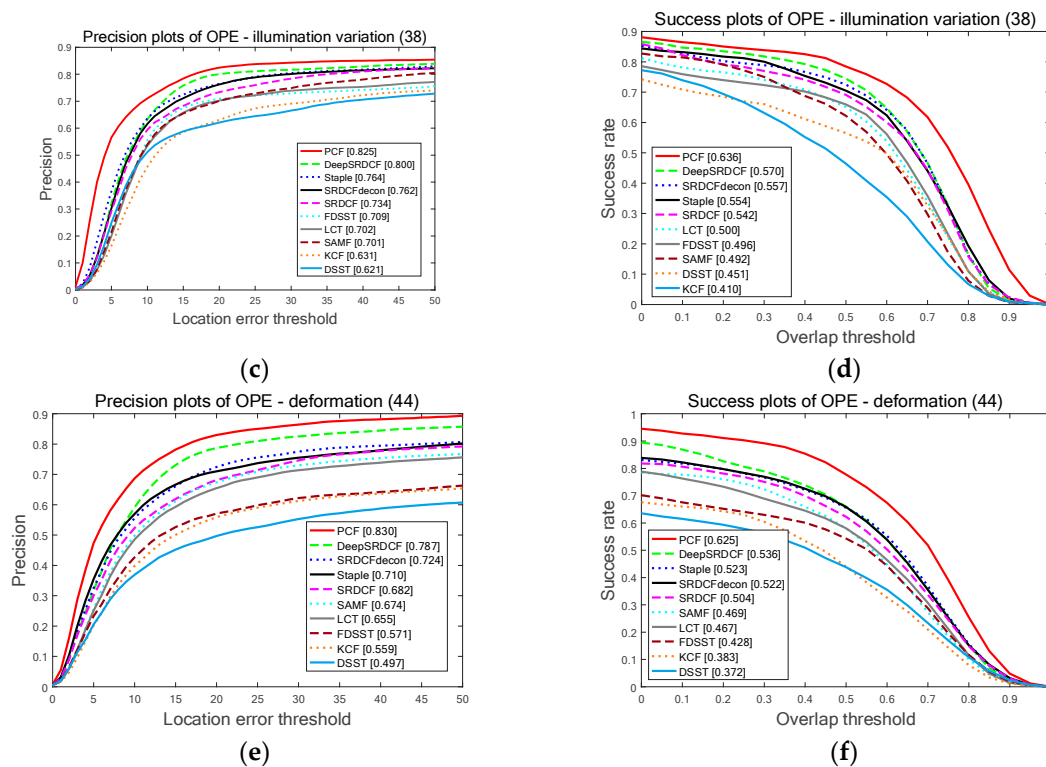 Precision plots of OPE - illumination variation (38)
0.9
0.8
0.7
0.6
0.5
0.4
0.3
0.2
0.1
0
Precision
PCF [0.825]
DeepSRDCF [0.800]
Staple [0.764]
SRDCFdecon [0.762]
SRDCF [0.734]
FDSST [0.709]
LCT [0.702]
SAMF [0.701]
KCF [0.631]
DSST [0.621]
0 5 10 15 20 25 30 35 40 45 50
Location error threshold
(c)
Success plots of OPE - illumination variation (38)
0.9
0.8
0.7
0.6
0.5
0.4
0.3
0.2
0.1
0
Success rate
PCF [0.636]
DeepSRDCF [0.570]
SRDCFdecon [0.557]
Staple [0.554]
SRDCF [0.542]
LCT [0.500]
FDSST [0.496]
SAMF [0.492]
DSST [0.451]
KCF [0.410]
0 0.1 0.2 0.3 0.4 0.5 0.6 0.7 0.8 0.9
Overlap threshold
(d)
Precision plots of OPE - deformation (44)
0.9
0.8
0.7
0.6
0.5
0.4
0.3
0.2
0.1
0
Precision
PCF [0.830]
DeepSRDCF [0.787]
SRDCFdecon [0.724]
Staple [0.710]
SRDCF [0.682]
SAMF [0.674]
LCT [0.655]
FDSST [0.571]
KCF [0.559]
DSST [0.497]
0 5 10 15 20 25 30 35 40 45 50
Location error threshold
(e)
Success plots of OPE - deformation (44)
1
0.9
0.8
0.7
0.6
0.5
0.4
0.3
0.2
0.1
0
Success rate
PCF [0.625]
DeepSRDCF [0.536]
Staple [0.523]
SRDCFdecon [0.522]
SRDCF [0.504]
SAMF [0.469]
LCT [0.467]
FDSST [0.428]
KCF [0.383]
DSST [0.372]
0 0.1 0.2 0.3 0.4 0.5 0.6 0.7 0.8 0.9
Overlap threshold
(f)